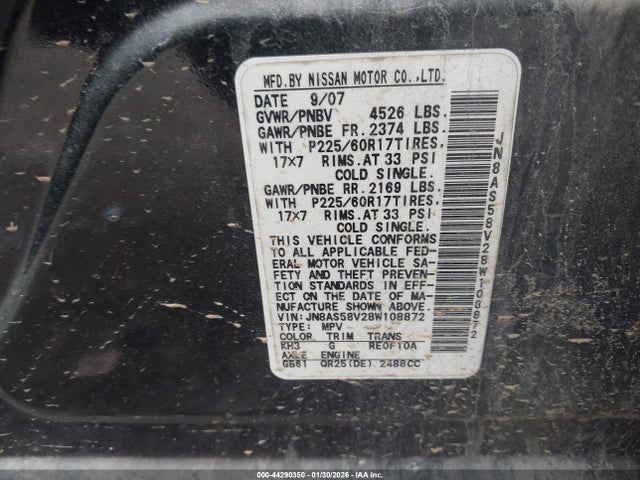 MFD.BY NISSAN MOTOR CO.,LTD.
DATE 9/07
GVWR/PNBV 4526 LBS.
GAWR/PNBE FR.2374 LBS.
WITH P225/60R17TIRES,
17X7 RIMS.AT 33 PSI
COLD SINGLE.
GAWR/PNBE RR.2169 LBS.
WITH P225/60R17TIRES,
17X7 RIMS.AT 33 PSI
COLD SINGLE.
THIS VEHICLE CONFORMS
TO ALL APPLICABLE FED-
ERAL MOTOR VEHICLE SA-
FETY AND THEFT PREVEN-
TION STANDARDS IN EFF-
ECT ON THE DATE OF MA-
NUFACTURE SHOWN ABOVE.
VIN:JN8AS58V28W108872
TYPE: MPV
COLOR TRIM TRANS
KH3 G RE0F10A
AXLE ENGINE
GB61 QR25(DE) 2488CC
JN8AS58V28W108872
000-44290350 | 01/30/2026 - IAA Inc.